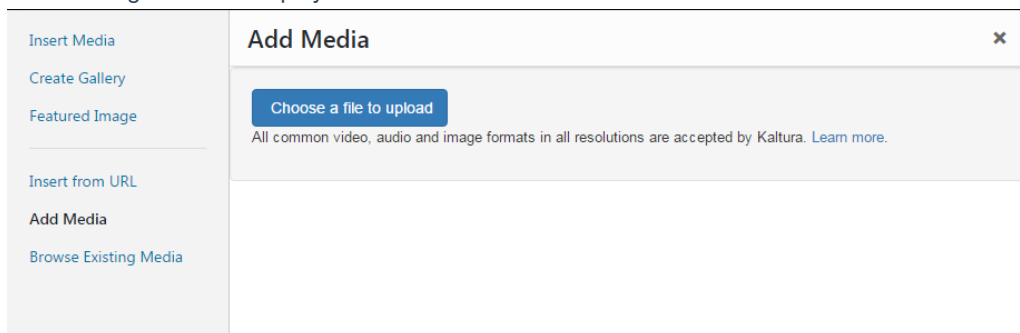 Insert Media
Create Gallery
Featured Image
Insert from URL
Add Media
Browse Existing Media
Add Media
×
Choose a file to upload
All common video, audio and image formats in all resolutions are accepted by Kaltura. Learn more.